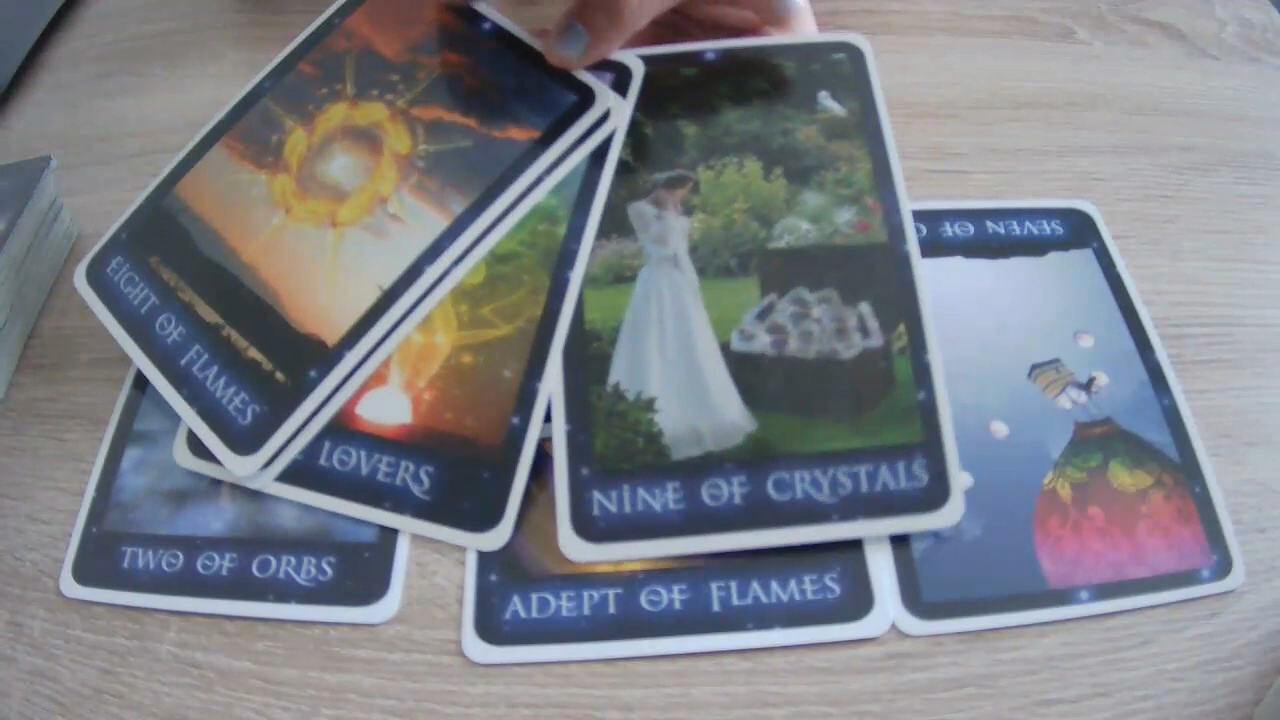 EIGHT OF FLAMES
LOVERS
NINE OF CRYSTALS
SEVEN OF
TWO OF ORBS
ADEPT OF FLAMES